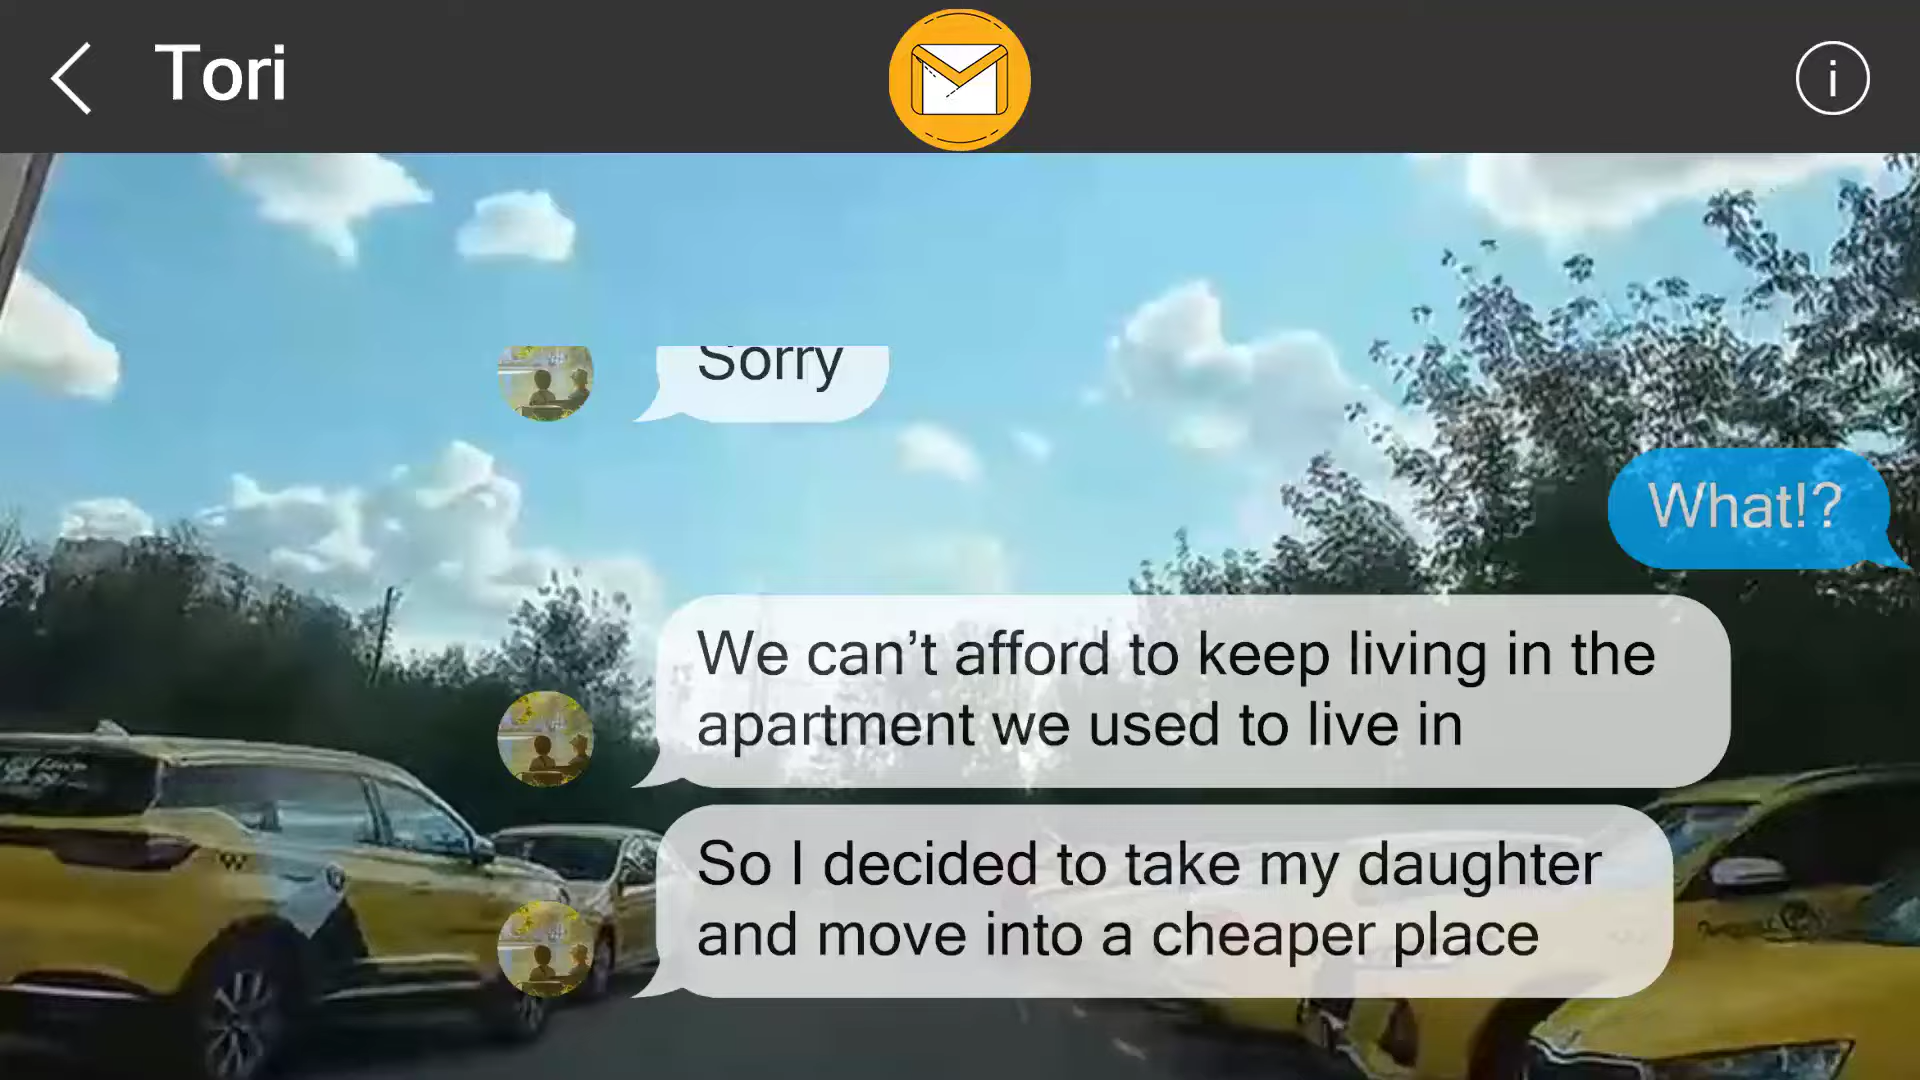 Tori
Sorry
What!?
We can’t afford to keep living in the
apartment we used to live in
So I decided to take my daughter
and move into a cheaper place